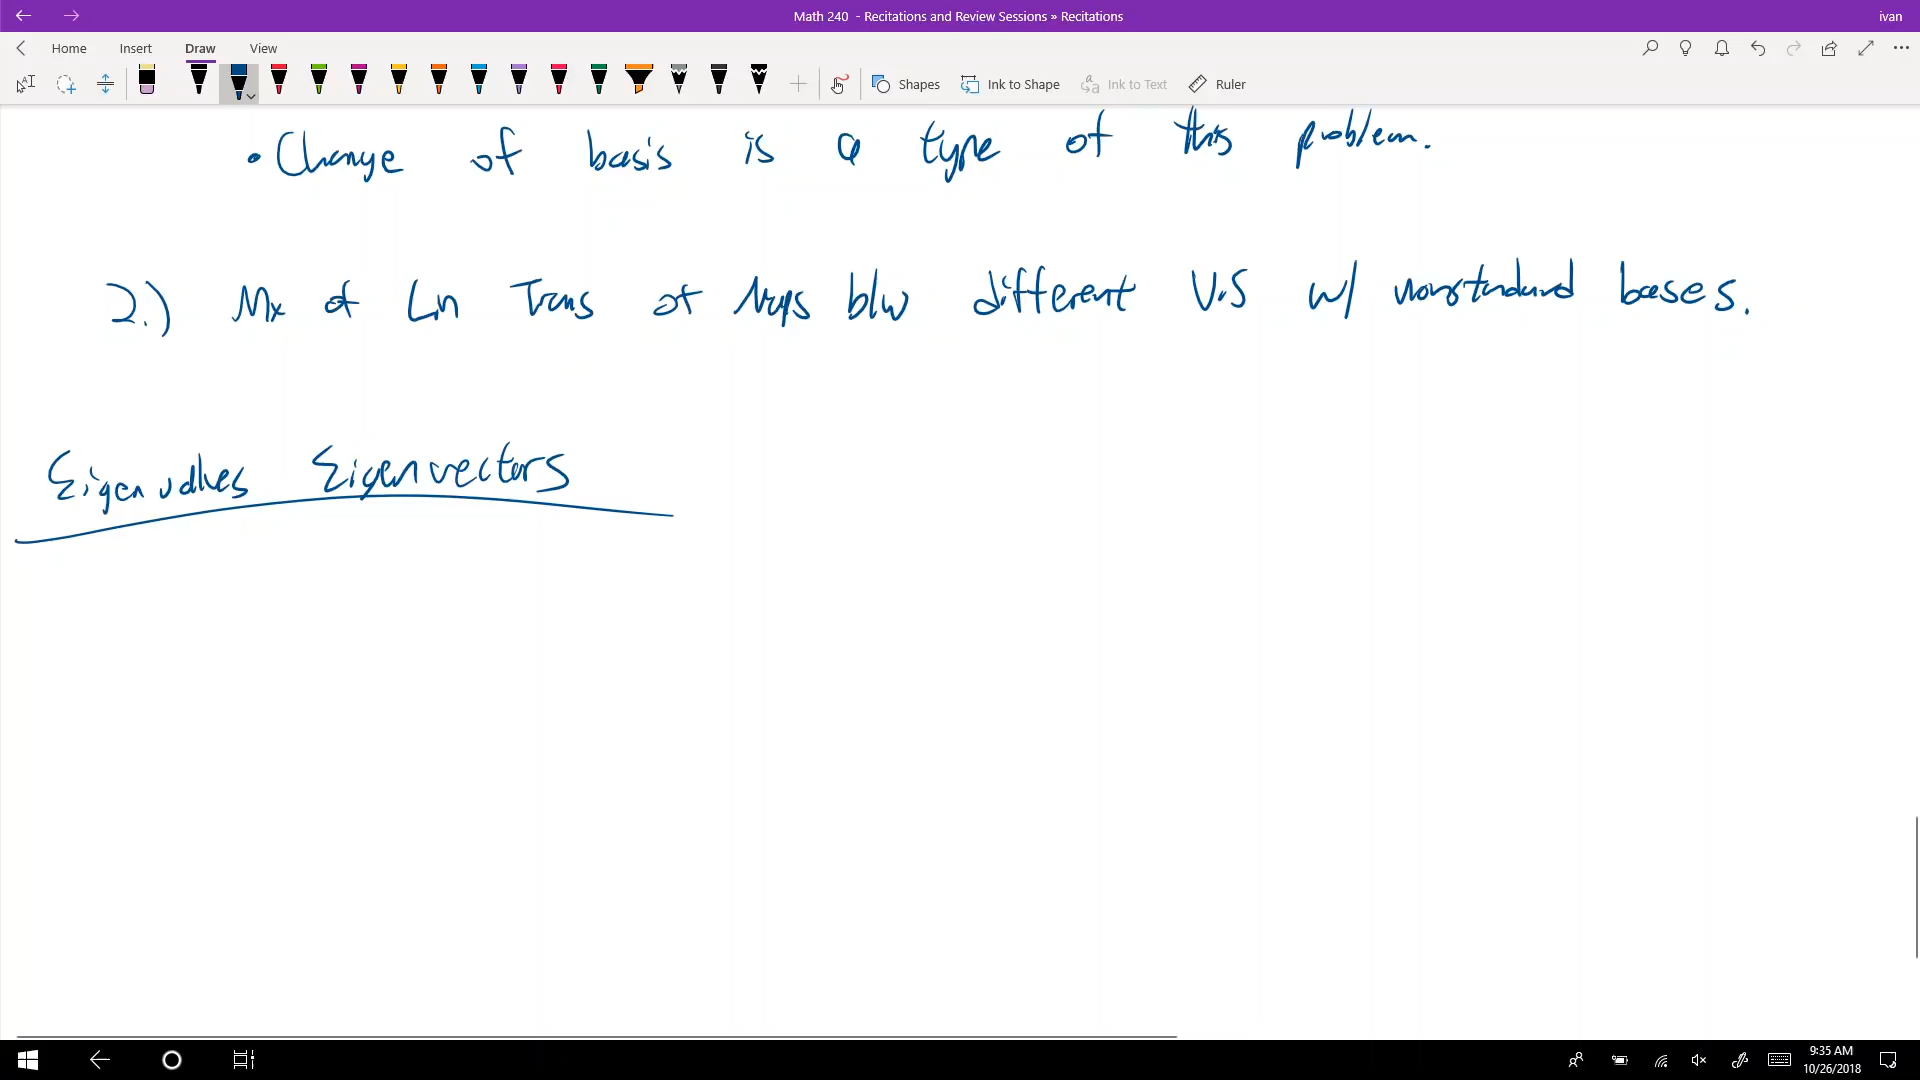 Math 240 - Recitations and Review Sessions » Recitations
ivan
Home Insert Draw View
Shapes Ink to Shape Ink to Text Ruler
• Change of basis is a type of this problem.
2.) Mx of Lin Trans of Maps b/w different V.S w/ nonstandard bases.
Eigenvalues Eigenvectors
9:35 AM
10/26/2018